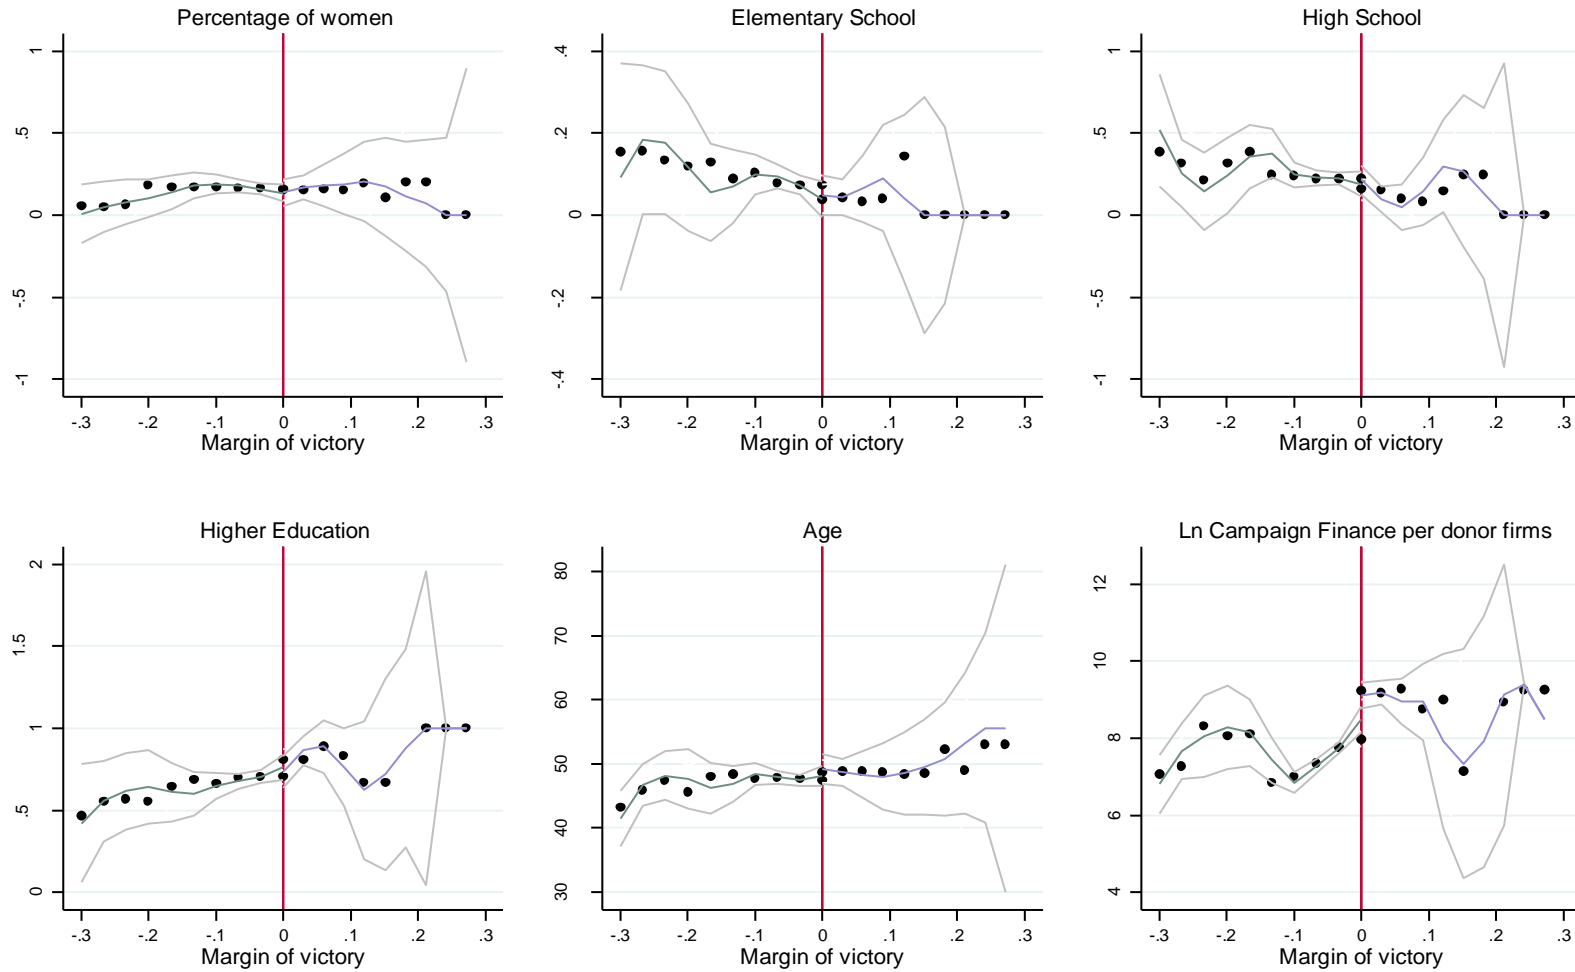 Percentage of women
1
.5
0
-.5
-1
-.3 -.2 -.1 0 .1 .2 .3
Margin of victory
Elementary School
.4
.2
0
-.2
-.4
-.3 -.2 -.1 0 .1 .2 .3
Margin of victory
High School
1
.5
0
-.5
-1
-.3 -.2 -.1 0 .1 .2 .3
Margin of victory
Higher Education
2
1.5
1
.5
0
-.3 -.2 -.1 0 .1 .2 .3
Margin of victory
Age
80
70
60
50
40
30
-.3 -.2 -.1 0 .1 .2 .3
Margin of victory
Ln Campaign Finance per donor firms
12
10
8
6
4
-.3 -.2 -.1 0 .1 .2 .3
Margin of victory